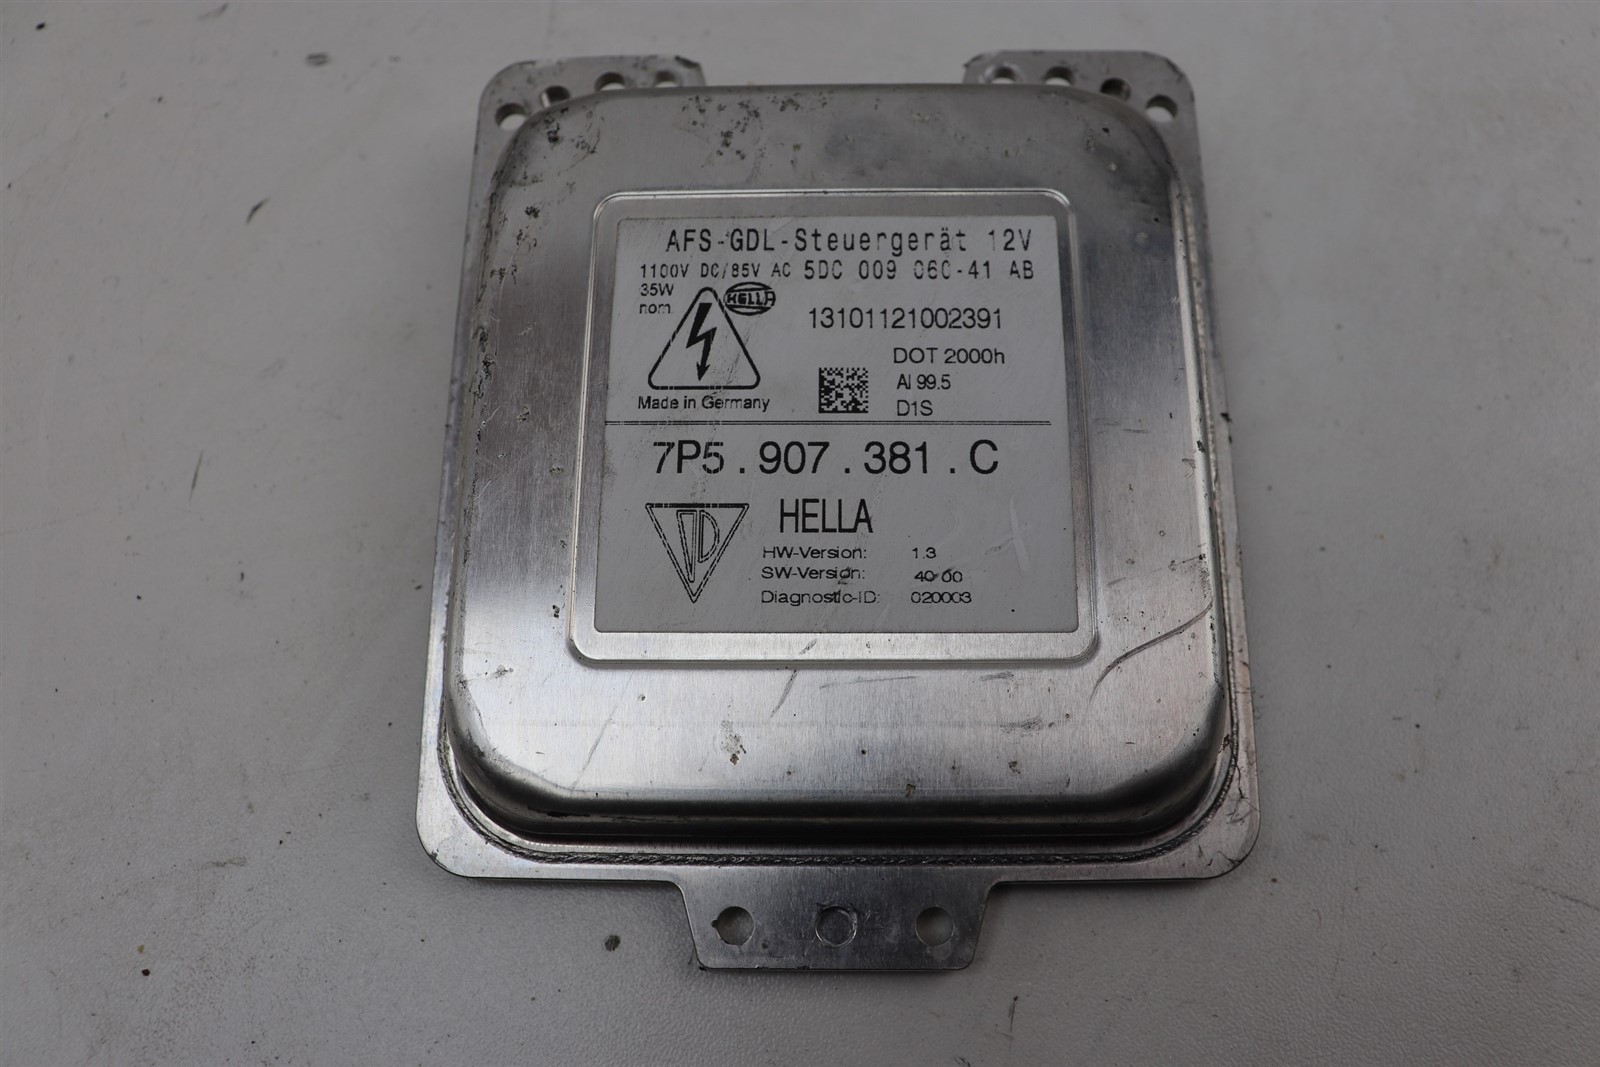 AFS-GDL-Steuergerät 12V
1100V DC/85V AC 5DC 009 060-41 AB
35W
nom.
HELLA
13101121002391
DOT 2000h
Al 99.5
D1S
Made in Germany
7P5.907.381.C
HELLA
HW-Version: 1.3
SW-Version: 40 00
Diagnostic-ID: 020003